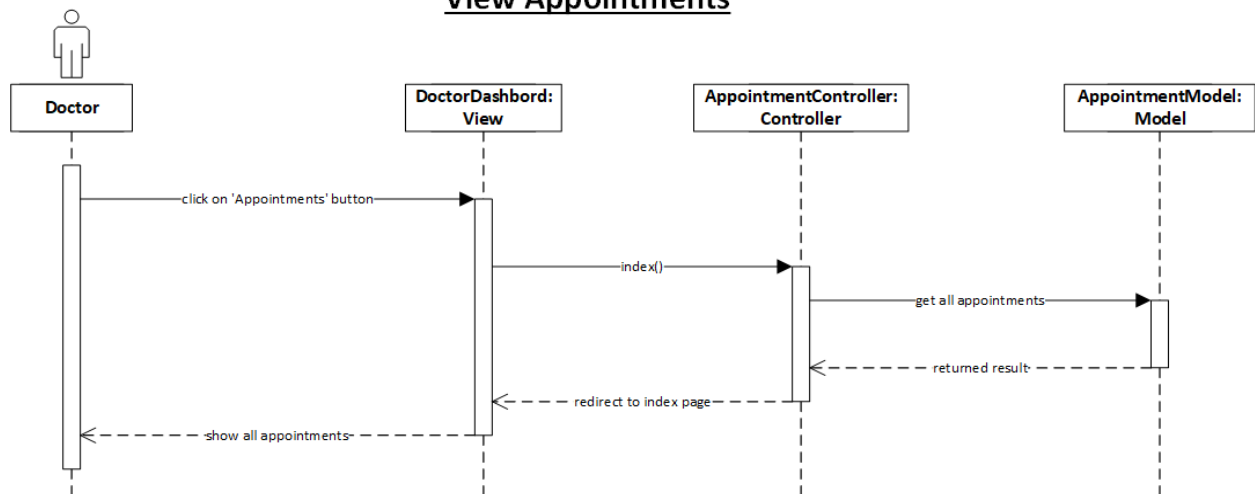 View Appointments
Doctor
DoctorDashbord:
View
AppointmentController:
Controller
AppointmentModel:
Model
click on 'Appointments' button
index()
get all appointments
returned result
redirect to index page
show all appointments